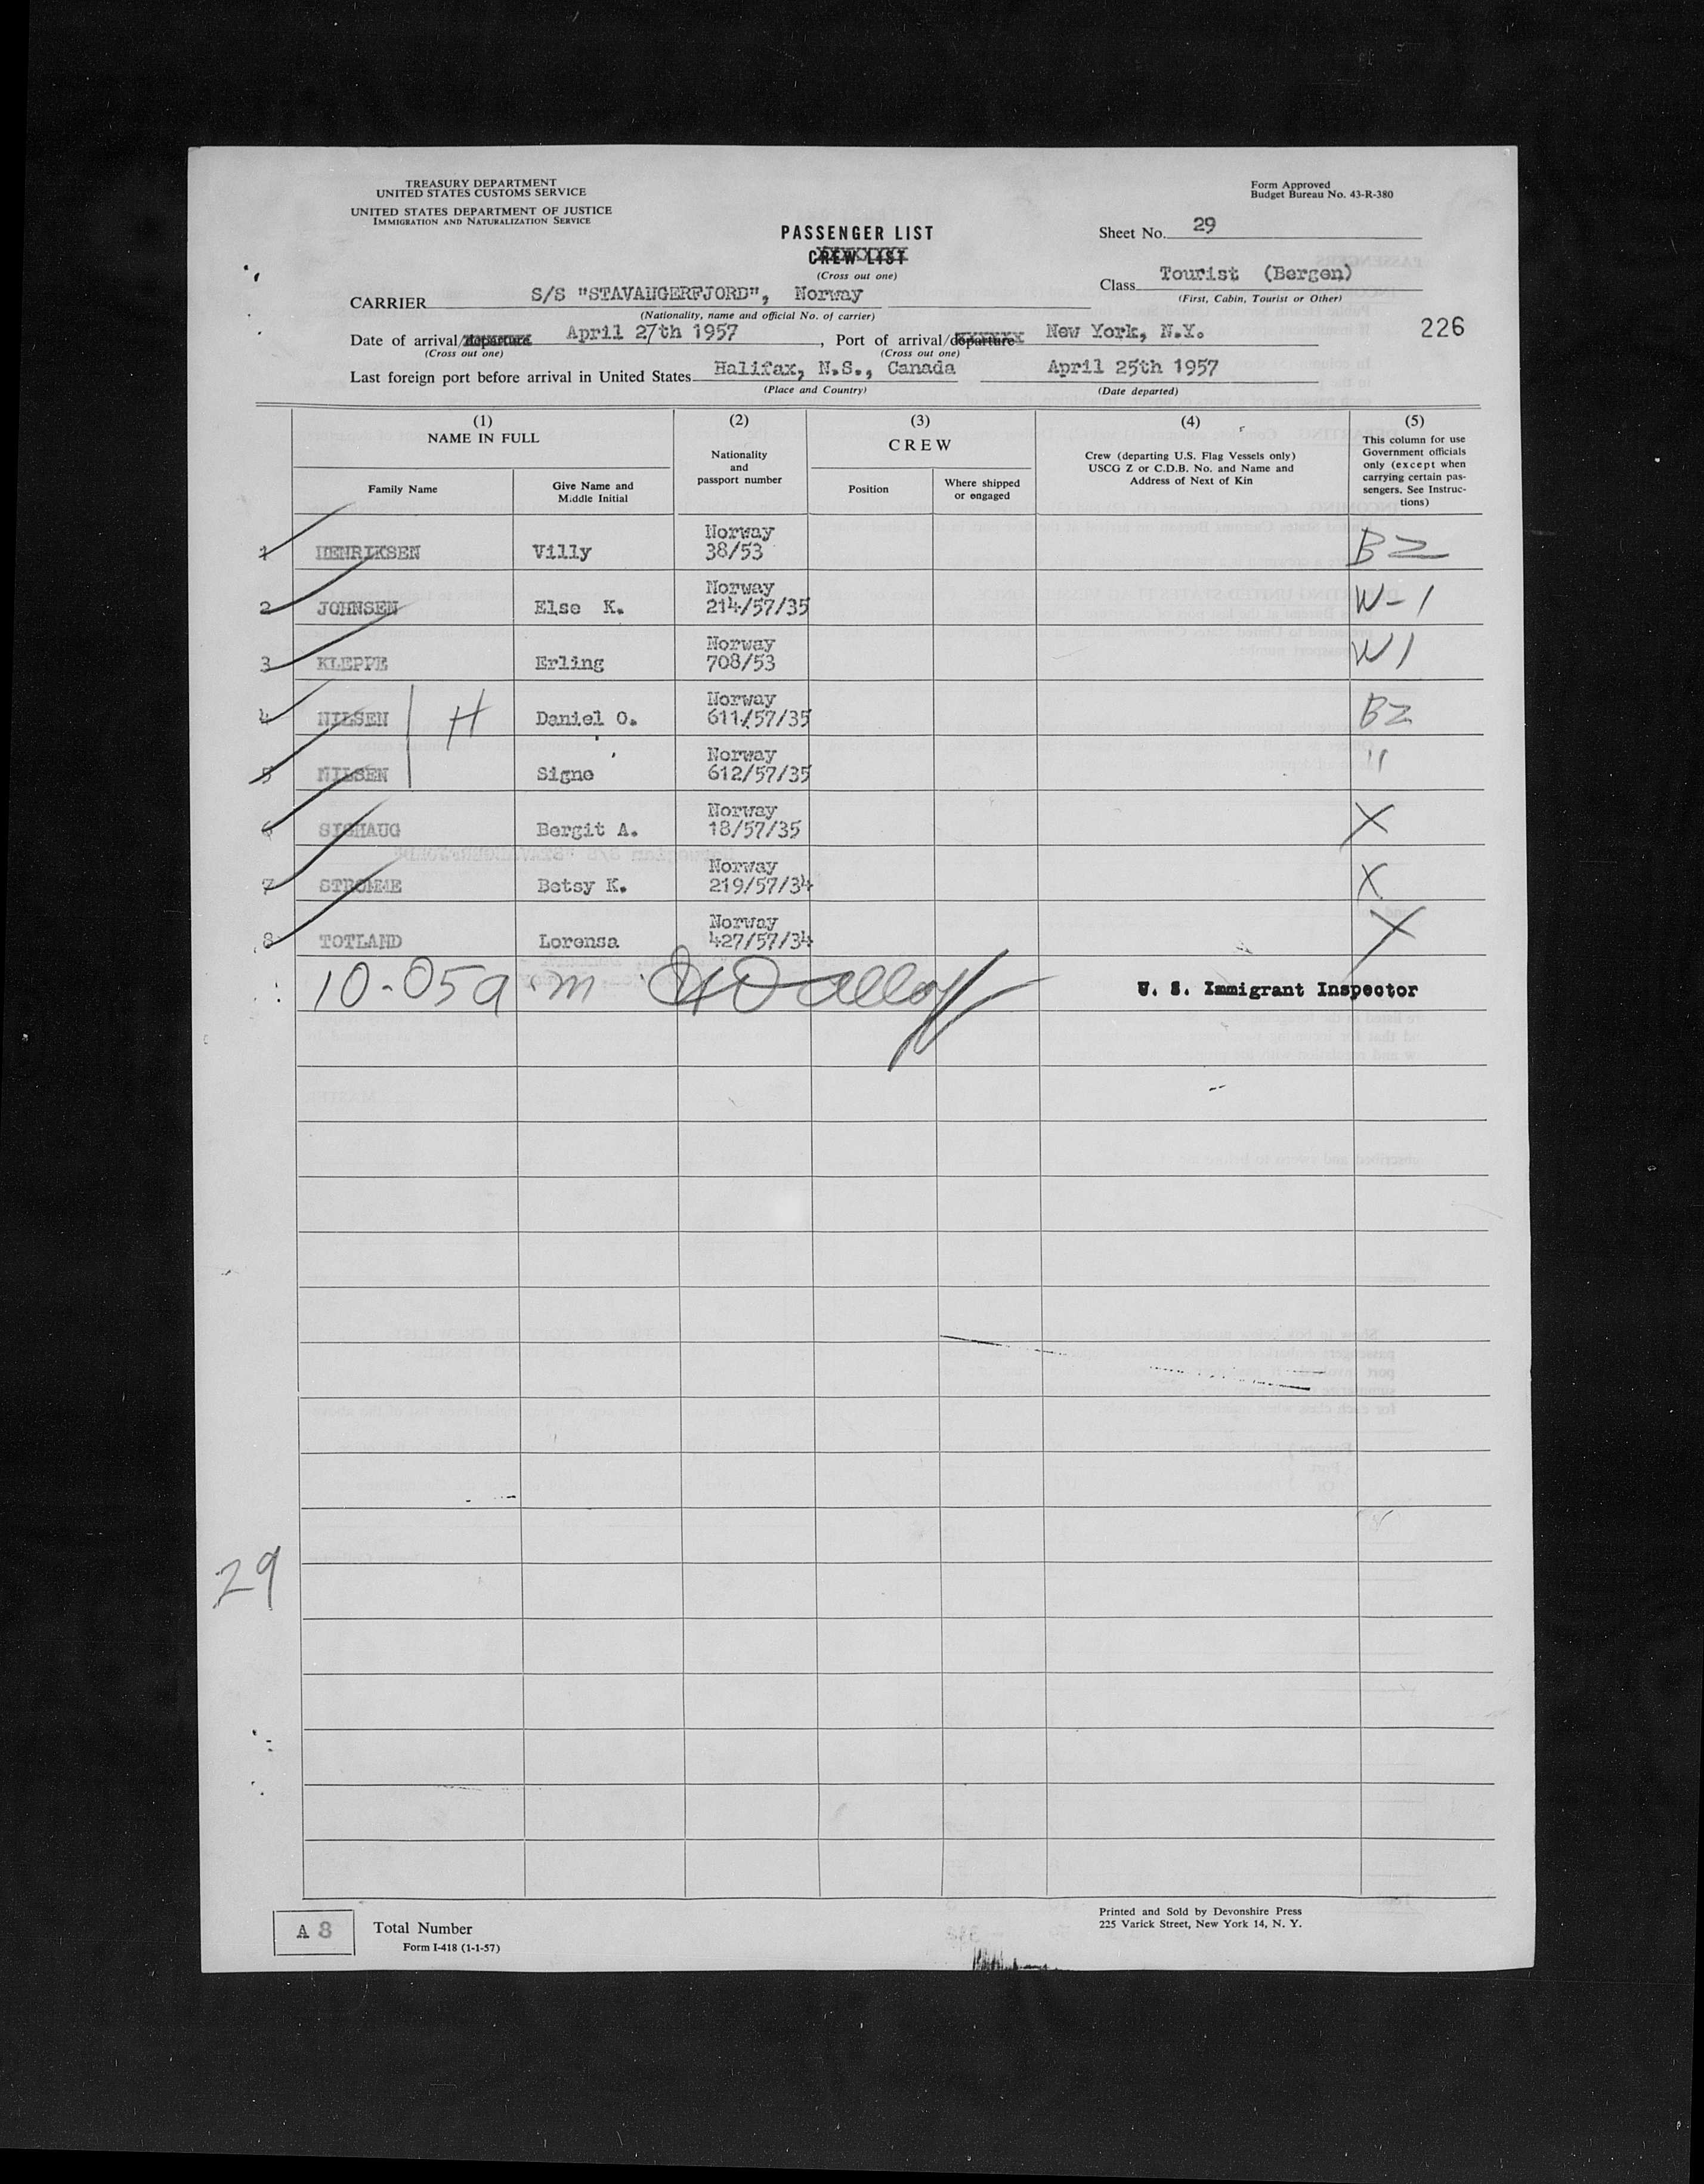 TREASURY DEPARTMENT
UNITED STATES CUSTOMS SERVICE
UNITED STATES DEPARTMENT OF JUSTICE
IMMIGRATION AND NATURALIZATION SERVICE
Form Approved
Budget Bureau No. 43-R-380
PASSENGER LIST
CREW LIST
(Cross out one)
Sheet No. 29
Class Tourist (Bergen)
(First, Cabin, Tourist or Other)
CARRIER S/S "STAVANGERFJORD", Norway
(Nationality, name and official No. of carrier)
Date of arrival/departure April 27th 1957, Port of arrival/departure New York, N.Y.
226
(Cross out one) (Cross out one)
Last foreign port before arrival in United States Halifax, N.S., Canada April 25th 1957
(Place and Country) (Date departed)
(1) (2) (3) (4) (5)
NAME IN FULL
Nationality and passport number
CREW
Crew (departing U.S. Flag Vessels only) USCG Z or C.D.B. No. and Name and Address of Next of Kin
This column for use Government officials only (except when carrying certain passengers. See Instructions)
Family Name Give Name and Middle Initial Position Where shipped or engaged
1 HENRIKSEN Villy Norway 38/53 B2
2 JOHNSEN Else K. Norway 214/57/35 W-1
3 KLEPPE Erling Norway 708/53 W1
4 NILSEN H Daniel O. Norway 611/57/35 B2
5 NILSEN Signe Norway 612/57/35 "
6 SIGHAUG Bergit A. Norway 18/57/35 X
7 STROMME Betsy K. Norway 219/57/34 X
8 TOTLAND Lorensa Norway 427/57/34 X
10-05 a.m.
U. S. Immigrant Inspector
29
A 8 Total Number
Form I-418 (1-1-57)
Printed and Sold by Devonshire Press
225 Varick Street, New York 14, N. Y.